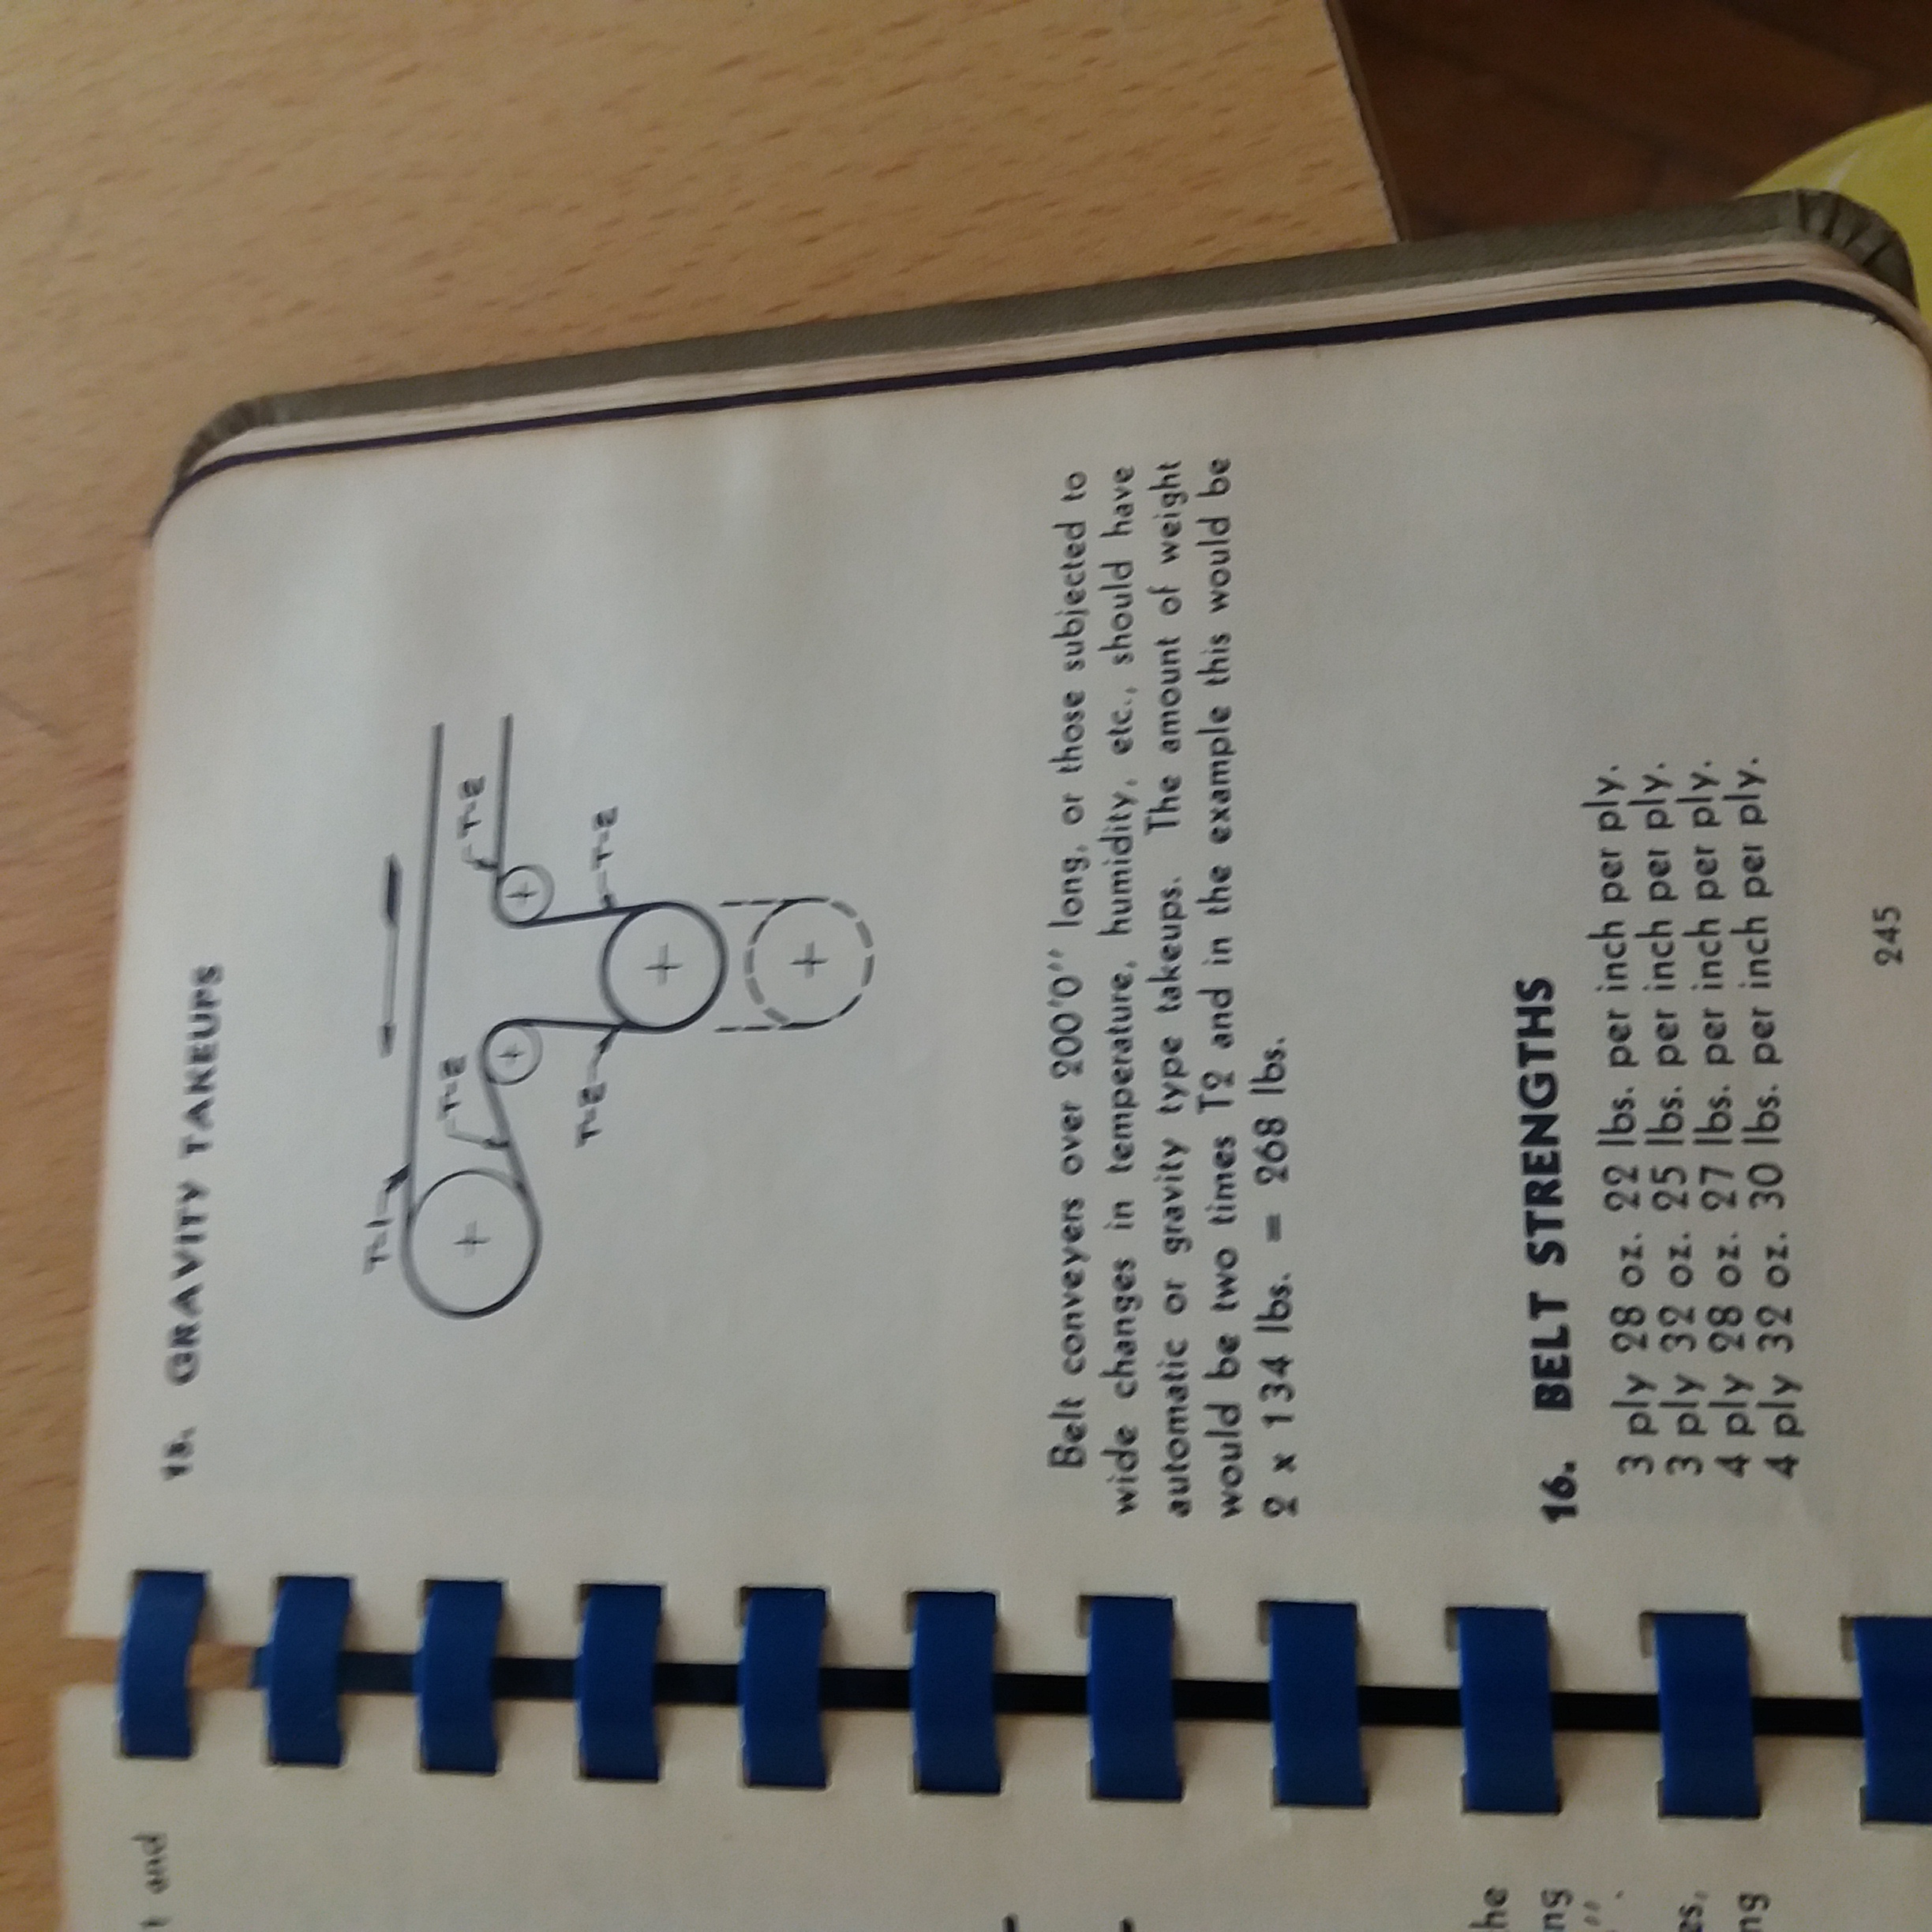 15. GRAVITY TAKEUPS
T-1
T-2
T-2
T-2
T-2
Belt conveyers over 200'0" long, or those subjected to
wide changes in temperature, humidity, etc., should have
automatic or gravity type takeups. The amount of weight
would be two times T2 and in the example this would be
2 x 134 lbs. = 268 lbs.
16. BELT STRENGTHS
3 ply 28 oz. 22 lbs. per inch per ply.
3 ply 32 oz. 25 lbs. per inch per ply.
4 ply 28 oz. 27 lbs. per inch per ply.
4 ply 32 oz. 30 lbs. per inch per ply.
245
and